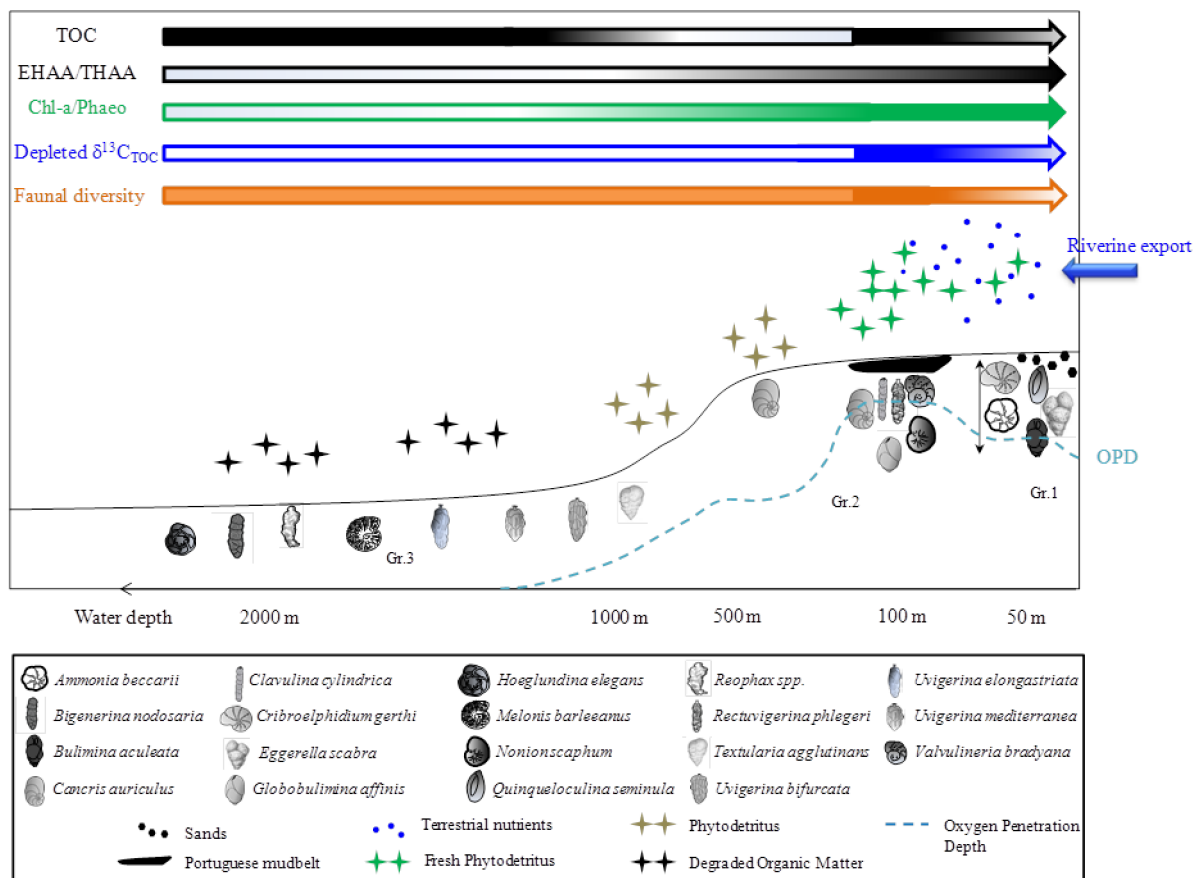 TOC
EHAA/THAA
Chl-a/Phaeo
Depleted δ¹³C_TOC
Faunal diversity
Riverine export
OPD
Gr.2
Gr.1
Gr.3
Water depth 2000 m 1000 m 500 m 100 m 50 m
Ammonia beccarii Clavulina cylindrica Hoeglundina elegans Reophax spp. Uvigerina elongastriata
Bigenerina nodosaria Cribroelphidium gerthi Melonis barleeanus Rectuvigerina phlegeri Uvigerina mediterranea
Bulimina aculeata Eggerella scabra Nonion scaphum Textularia agglutinans Valvulineria bradyana
Cancris auriculus Globobulimina affinis Quinqueloculina seminula Uvigerina bifurcata
Sands Terrestrial nutrients Phytodetritus Oxygen Penetration
Depth
Portuguese mudbelt Fresh Phytodetritus Degraded Organic Matter